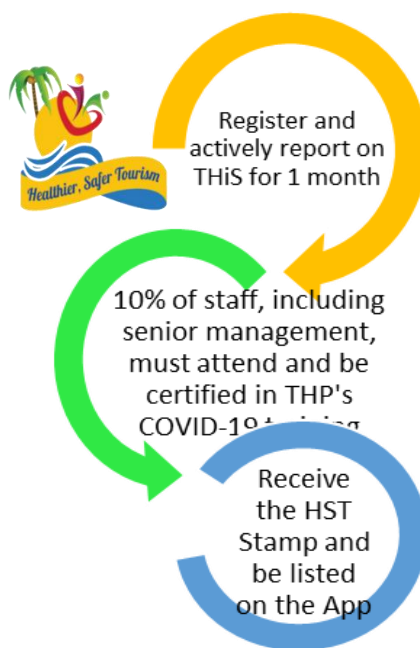 Healthier, Safer Tourism
Register and
actively report on
THiS for 1 month
10% of staff, including
senior management,
must attend and be
certified in THP's
COVID-19 training
Receive
the HST
Stamp and
be listed
on the App